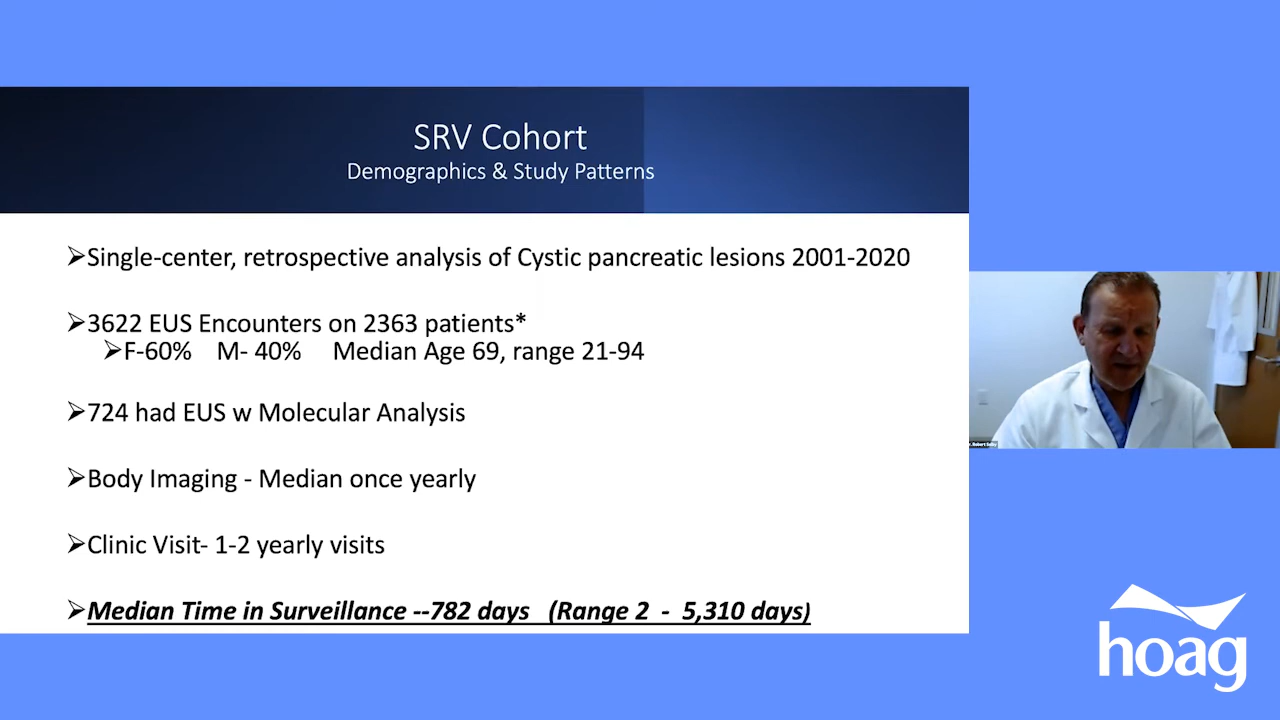 SRV Cohort
Demographics & Study Patterns
➢Single-center, retrospective analysis of Cystic pancreatic lesions 2001-2020
➢3622 EUS Encounters on 2363 patients*
➢F-60% M- 40% Median Age 69, range 21-94
➢724 had EUS w Molecular Analysis
➢Body Imaging - Median once yearly
➢Clinic Visit- 1-2 yearly visits
➢Median Time in Surveillance --782 days (Range 2 - 5,310 days)
hoag